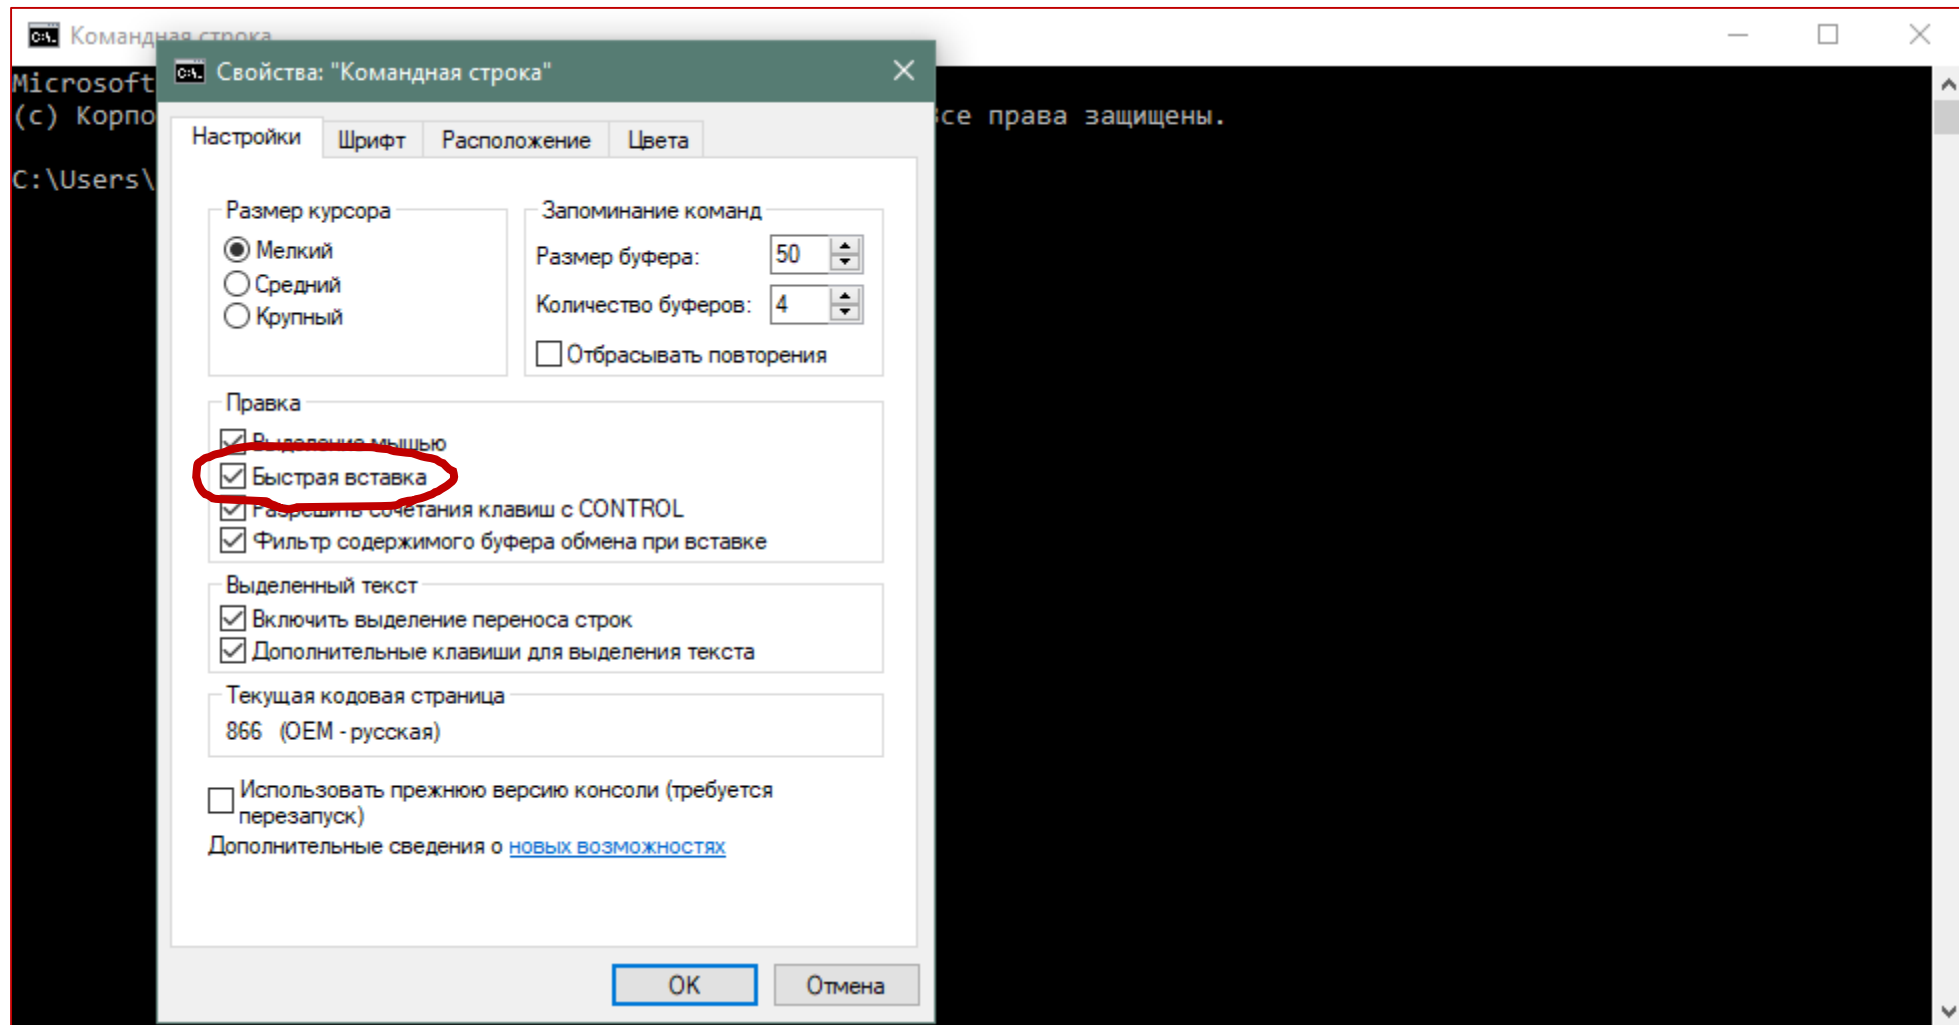 Командная строка
Свойства: "Командная строка"
Microsoft
(c) Корпо
се права защищены.
C:\Users\
Настройки
Шрифт
Расположение
Цвета
Размер курсора
Мелкий
Средний
Крупный
Запоминание команд
Размер буфера: 50
Количество буферов: 4
Отбрасывать повторения
Правка
Выделение мышью
Быстрая вставка
Разрешить сочетания клавиш с CONTROL
Фильтр содержимого буфера обмена при вставке
Выделенный текст
Включить выделение переноса строк
Дополнительные клавиши для выделения текста
Текущая кодовая страница
866 (OEM - русская)
Использовать прежнюю версию консоли (требуется
перезапуск)
Дополнительные сведения о новых возможностях
OK
Отмена